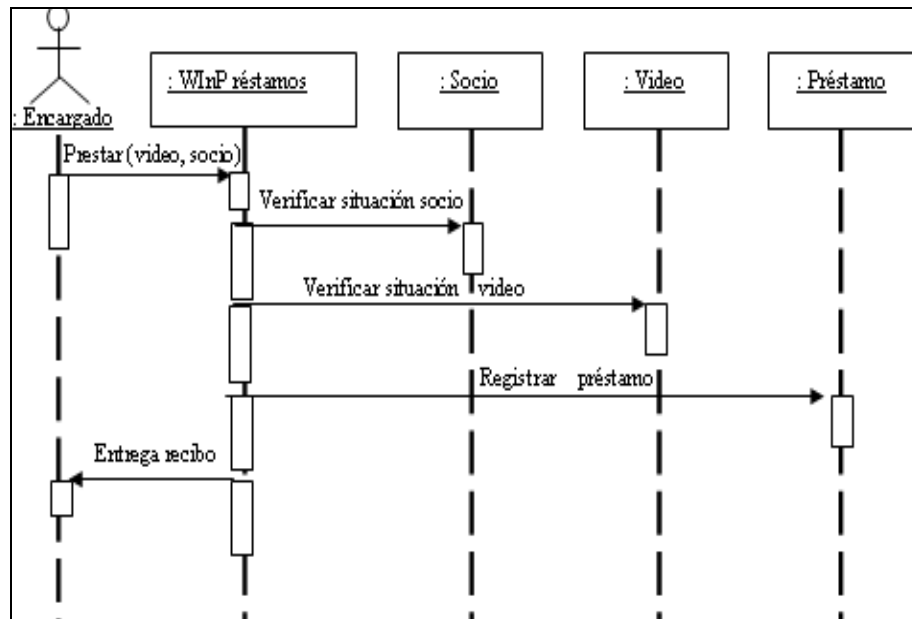 : WInP réstamos
: Socio
: Video
: Préstamo
: Encargado
Prestar (video, socio)
Verificar situación socio
Verificar situación video
Registrar préstamo
Entrega recibo